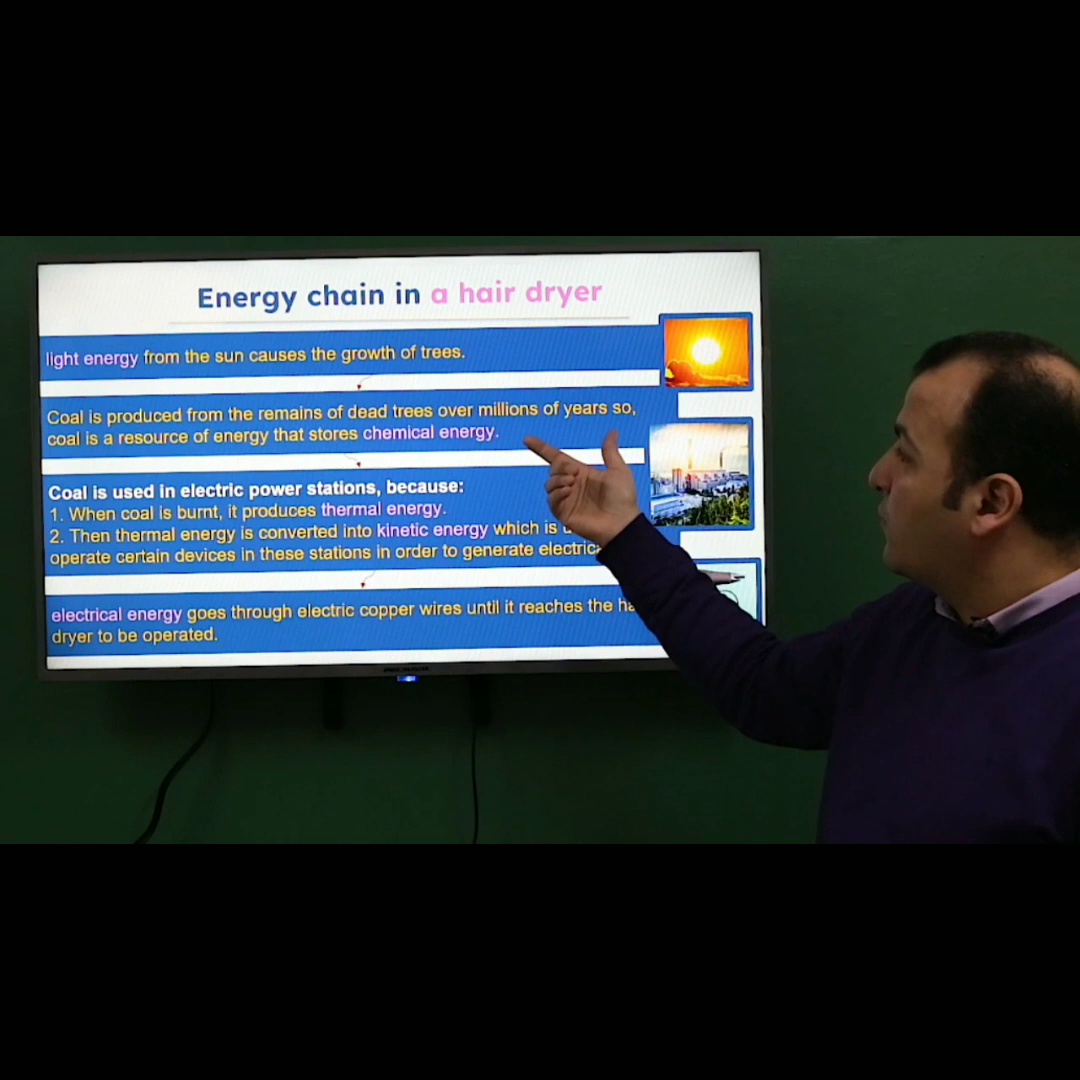 Energy chain in a hair dryer
light energy from the sun causes the growth of trees.
Coal is produced from the remains of dead trees over millions of years so,
coal is a resource of energy that stores chemical energy.
Coal is used in electric power stations, because:
1. When coal is burnt, it produces thermal energy.
2. Then thermal energy is converted into kinetic energy which is
operate certain devices in these stations in order to generate
electrical energy goes through electric copper wires until it reaches the
dryer to be operated.